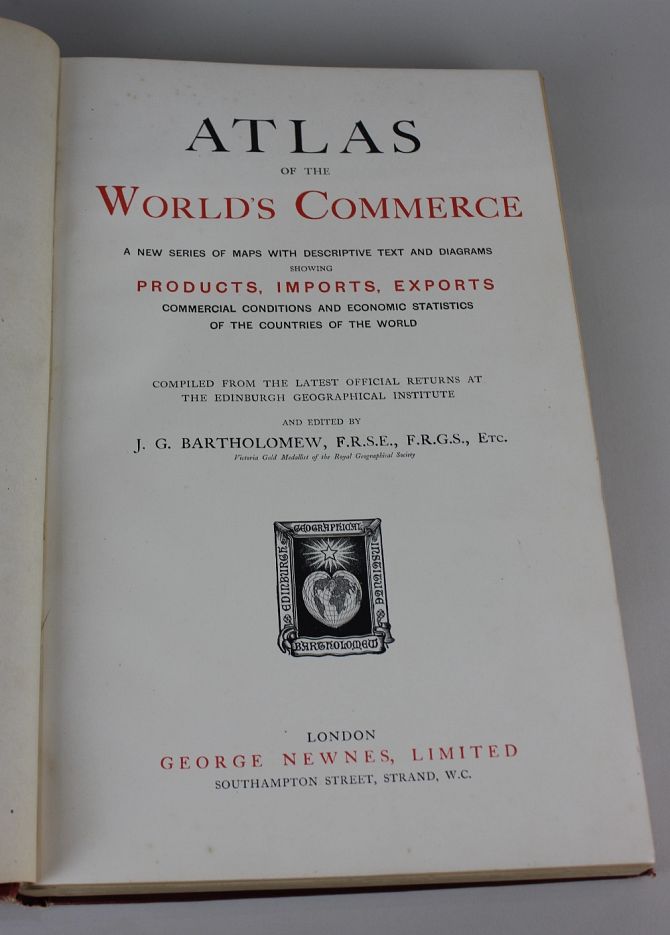 ATLAS
OF THE
WORLD'S COMMERCE
A NEW SERIES OF MAPS WITH DESCRIPTIVE TEXT AND DIAGRAMS
SHOWING
PRODUCTS, IMPORTS, EXPORTS
COMMERCIAL CONDITIONS AND ECONOMIC STATISTICS
OF THE COUNTRIES OF THE WORLD
COMPILED FROM THE LATEST OFFICIAL RETURNS AT
THE EDINBURGH GEOGRAPHICAL INSTITUTE
AND EDITED BY
J. G. BARTHOLOMEW, F.R.S.E., F.R.G.S., ETC.
Victoria Gold Medallist of the Royal Geographical Society
EDINBURGH
GEOGRAPHICAL
INSTITUTE
BARTHOLOMEW
LONDON
GEORGE NEWNES, LIMITED
SOUTHAMPTON STREET, STRAND, W.C.